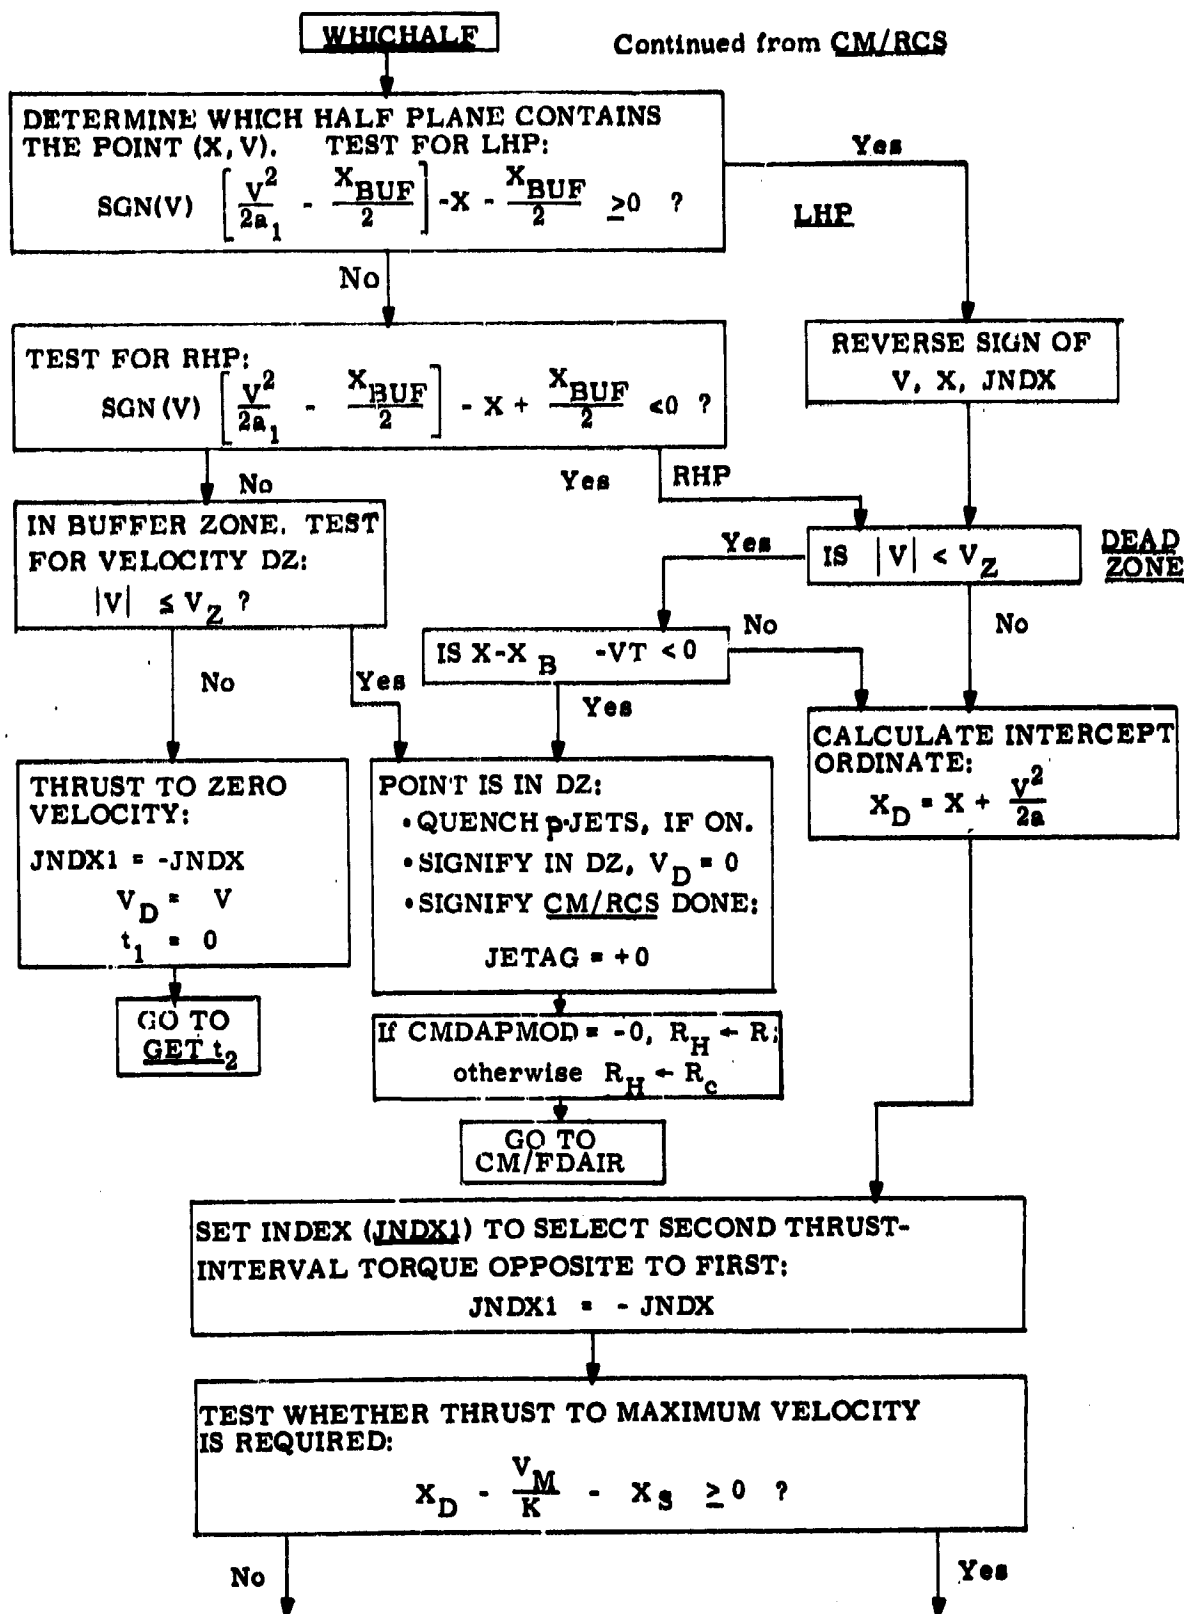 WHICHALF
Continued from CM/RCS
DETERMINE WHICH HALF PLANE CONTAINS
THE POINT (X, V). TEST FOR LHP:
SGN(V) [V²/2a₁ - X_BUF/2] -X - X_BUF/2 ≥0 ?
Yes
LHP
No
TEST FOR RHP:
SGN(V) [V²/2a₁ - X_BUF/2] - X + X_BUF/2 <0 ?
REVERSE SIGN OF
V, X, JNDX
No
Yes
RHP
IN BUFFER ZONE. TEST
FOR VELOCITY DZ:
|V| ≤ V_Z ?
IS |V| < V_Z
DEAD
ZONE
Yes
No
IS X-X_B -VT <0
No
No
Yes
Yes
CALCULATE INTERCEPT
ORDINATE:
X_D = X + V²/2a
THRUST TO ZERO
VELOCITY:
JNDX1 = -JNDX
V_D = V
t₁ = 0
POINT IS IN DZ:
•QUENCH p-JETS, IF ON.
•SIGNIFY IN DZ, V_D = 0
•SIGNIFY CM/RCS DONE:
JETAG = +0
GO TO
GET t₂
If CMDAPMOD = -0, R_H ← R;
otherwise R_H ← R_c
GO TO
CM/FDAIR
SET INDEX (JNDX1) TO SELECT SECOND THRUST-
INTERVAL TORQUE OPPOSITE TO FIRST:
JNDX1 = - JNDX
TEST WHETHER THRUST TO MAXIMUM VELOCITY
IS REQUIRED:
X_D - V_M/K - X_S ≥0 ?
No
Yes